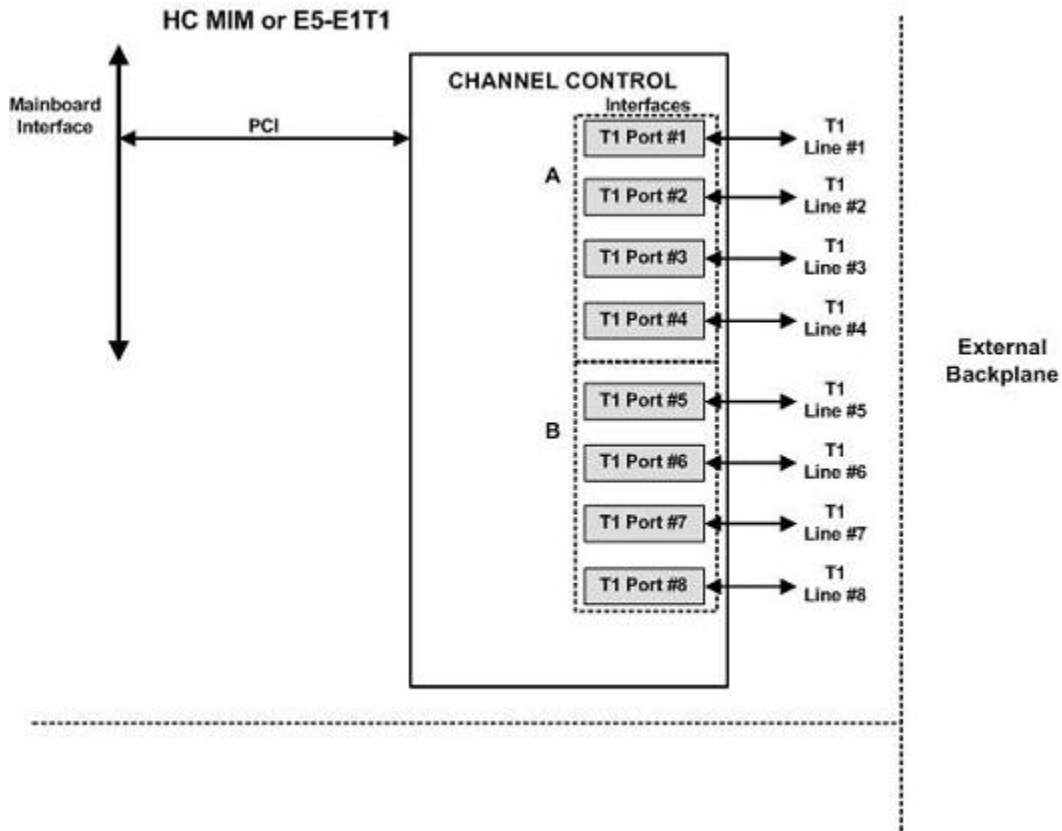 HC MIM or E5-E1T1
Mainboard
Interface
PCI
CHANNEL CONTROL
Interfaces
A
T1 Port #1
T1
Line #1
T1 Port #2
T1
Line #2
T1 Port #3
T1
Line #3
T1 Port #4
T1
Line #4
B
T1 Port #5
T1
Line #5
T1 Port #6
T1
Line #6
T1 Port #7
T1
Line #7
T1 Port #8
T1
Line #8
External
Backplane